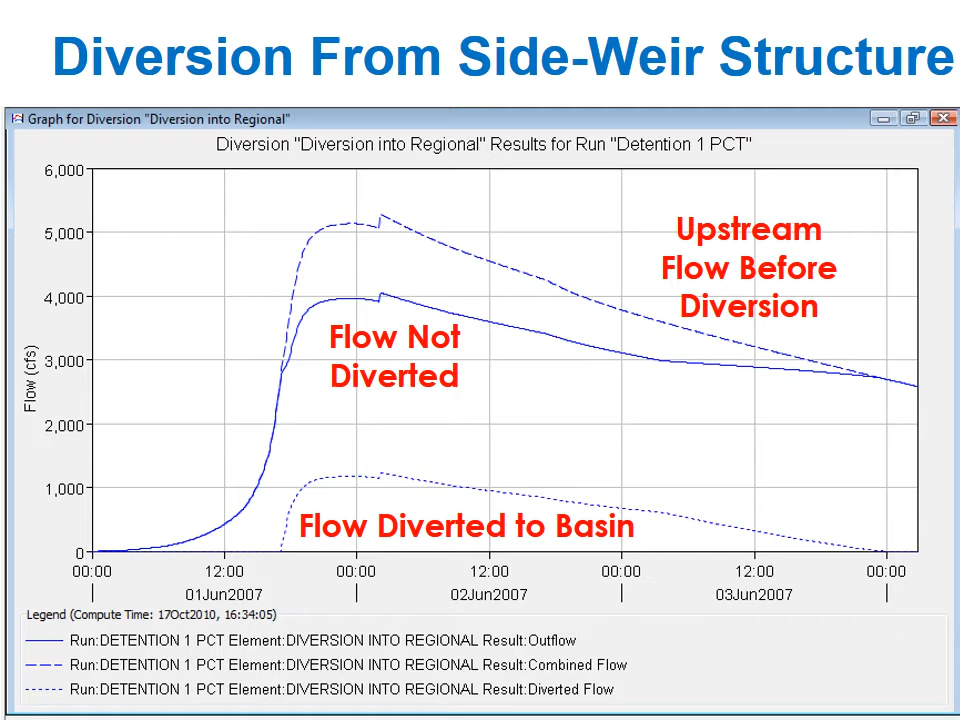 Diversion From Side-Weir Structure
Graph for Diversion "Diversion into Regional"
Diversion "Diversion into Regional" Results for Run "Detention 1 PCT"
6,000
5,000
4,000
3,000
2,000
1,000
0
Flow (cfs)
Upstream
Flow Before
Diversion
Flow Not
Diverted
Flow Diverted to Basin
00:00 12:00 00:00 12:00 00:00 12:00 00:00
01Jun2007 02Jun2007 03Jun2007
Legend (Compute Time: 17Oct2010, 16:34:05)
Run:DETENTION 1 PCT Element:DIVERSION INTO REGIONAL Result:Outflow
Run:DETENTION 1 PCT Element:DIVERSION INTO REGIONAL Result:Combined Flow
Run:DETENTION 1 PCT Element:DIVERSION INTO REGIONAL Result:Diverted Flow